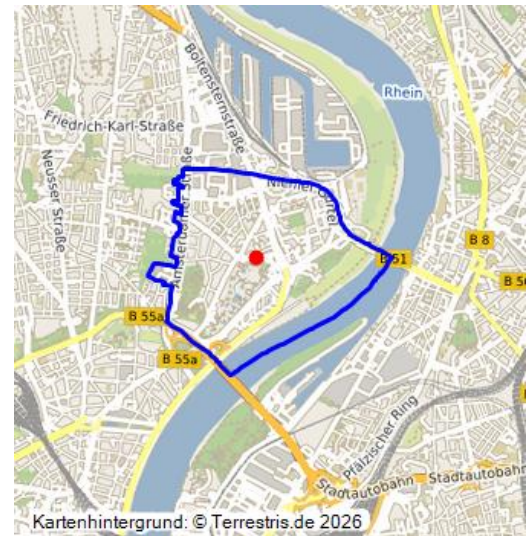 Boltensternstraße
Rhein
Friedrich-Karl-Straße
Neusser Straße
Amsterdamer Straße
Niehler Gürtel
B 8
B 51
B 55a
B 55a
Pfälzischer Ring
Stadtautobahn
Stadtautobahn
Kartenhintergrund: © Terrestris.de 2026